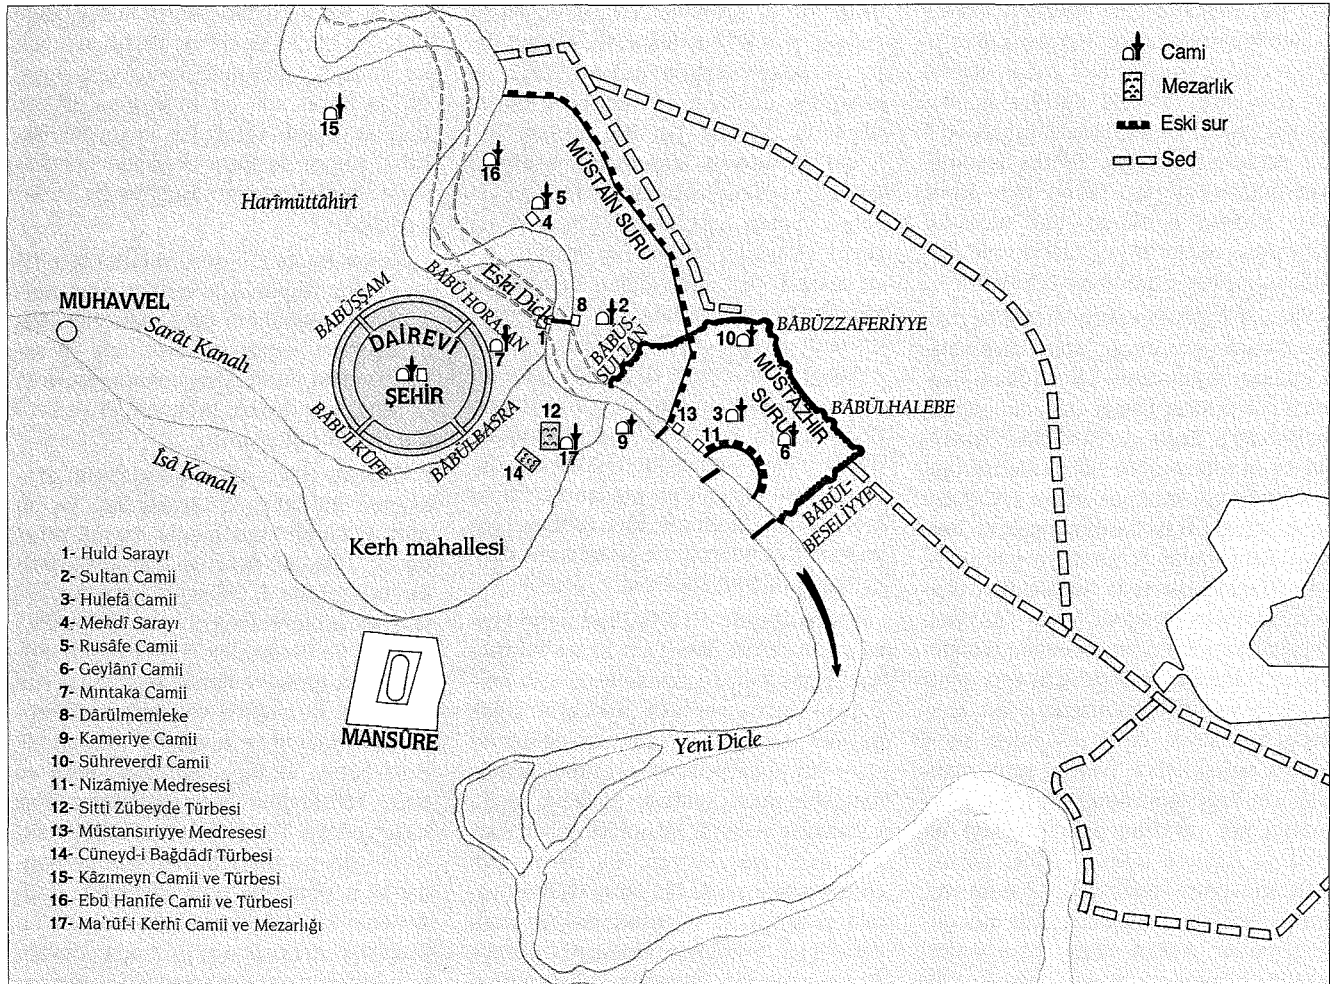 Cami
Mezarlık
Eski sur
Sed
15
16
5
4
MÜSTAÎN SURU
Harîmüttâhirî
Eski Dicle
MUHAVVEL
Sarât Kanalı
Îsâ Kanalı
BÂBÜŞŞAM
BÂBÜ HORASAN
DAİREVÎ
ŞEHİR
BÂBÜLKÛFE
BÂBÜLBASRA
7
1
8
2
BÂBÜS-
SULTAN
BÂBÜZZAFERİYYE
10
MÜSTAZHİR
SURU
BÂBÜLHALEBE
3
6
13
11
9
12
17
14
BÂBÜL-
BESELİYYE
Kerh mahallesi
MANSÛRE
Yeni Dicle
1- Huld Sarayı
2- Sultan Camii
3- Hulefâ Camii
4- Mehdî Sarayı
5- Rusâfe Camii
6- Geylânî Camii
7- Mıntaka Camii
8- Dârülmemleke
9- Kameriye Camii
10- Sühreverdî Camii
11- Nizâmiye Medresesi
12- Sitti Zübeyde Türbesi
13- Müstansıriyye Medresesi
14- Cüneyd-i Bağdâdî Türbesi
15- Kâzımeyn Camii ve Türbesi
16- Ebû Hanîfe Camii ve Türbesi
17- Ma'rûf-i Kerhî Camii ve Mezarlığı